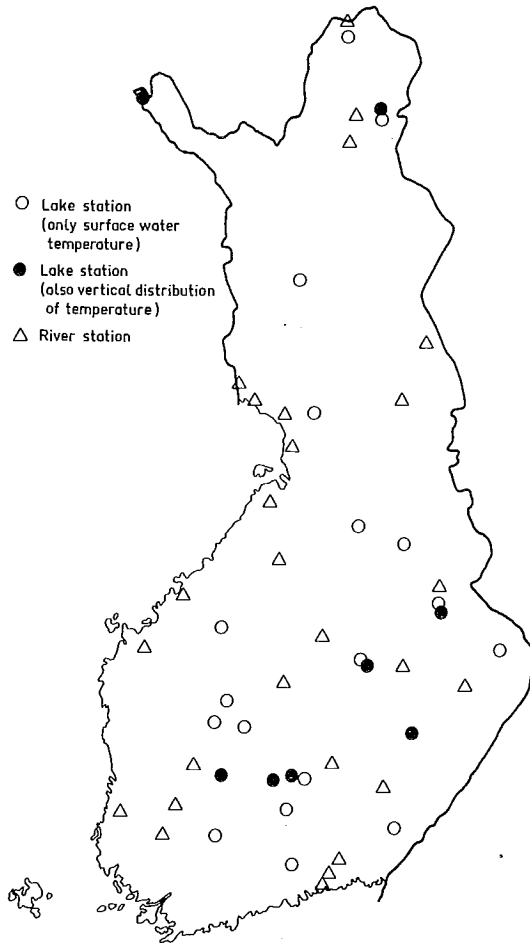 Lake station
(only surface water
temperature)
Lake station
(also vertical distribution
of temperature)
River station